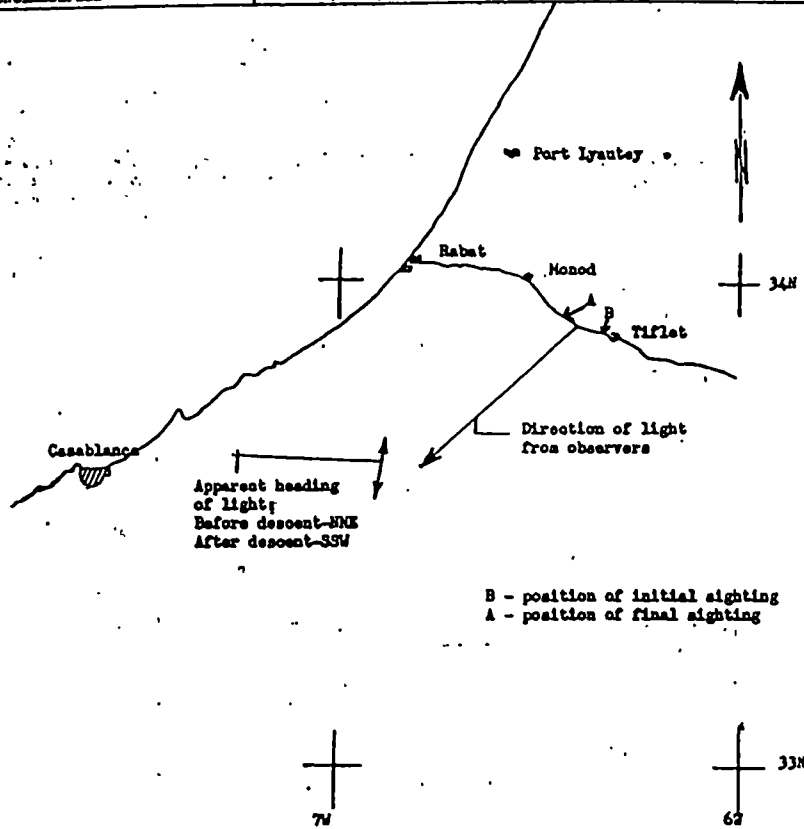 N
Port Lyautey
Rabat
Monod
34N
A
B
Tiflet
Direction of light
from observers
Casablanca
Apparent heading
of light:
Before descent-NNE
After descent-SSW
B - position of initial sighting
A - position of final sighting
33N
7W